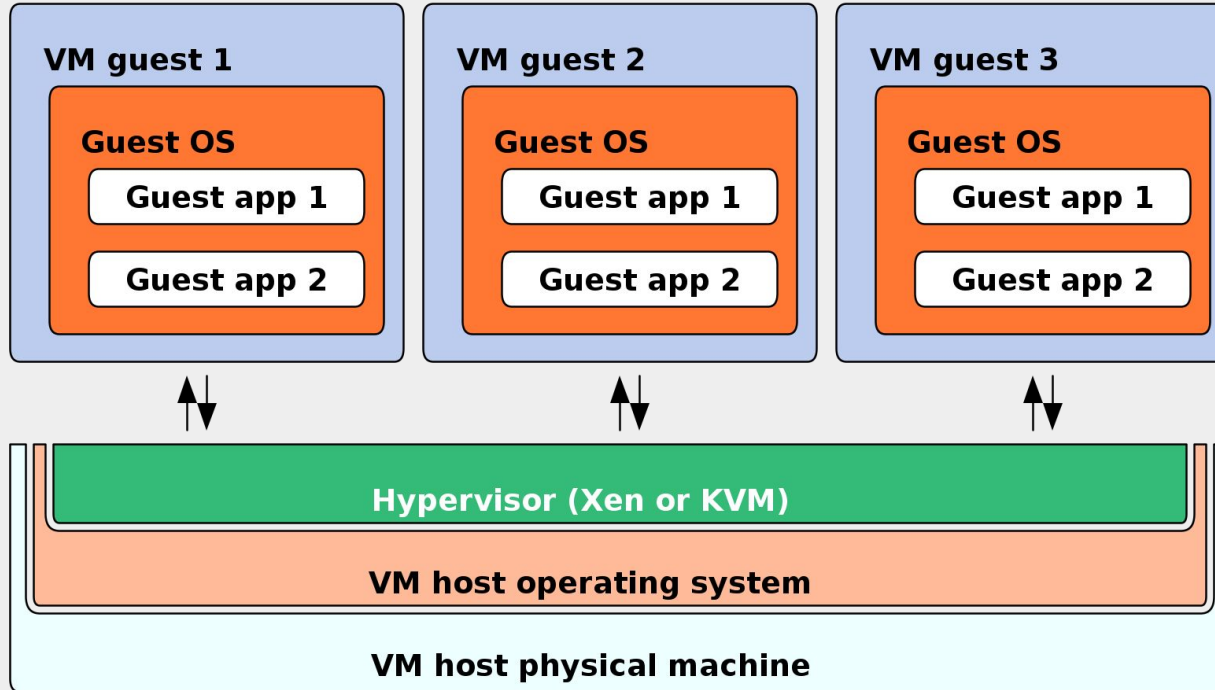 VM guest 1
Guest OS
Guest app 1
Guest app 2
VM guest 2
Guest OS
Guest app 1
Guest app 2
VM guest 3
Guest OS
Guest app 1
Guest app 2
Hypervisor (Xen or KVM)
VM host operating system
VM host physical machine